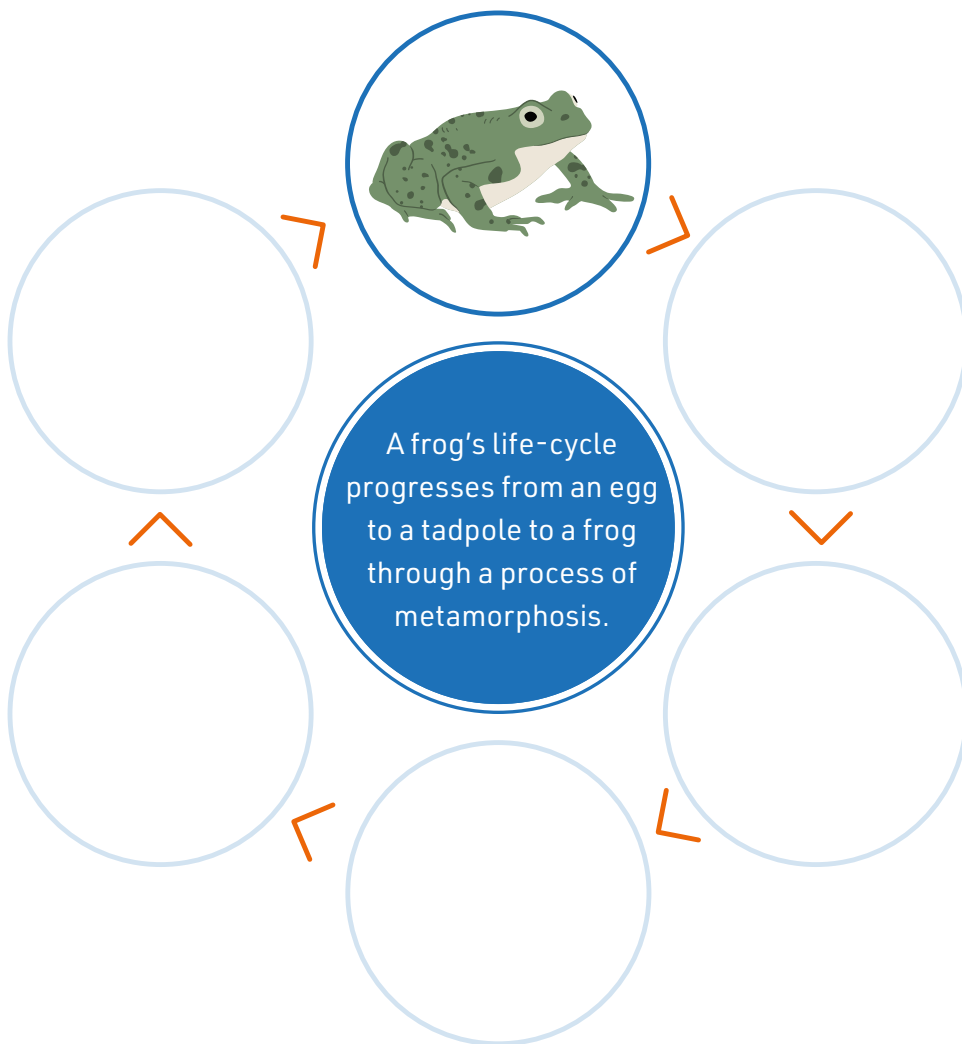 A frog's life-cycle
progresses from an egg
to a tadpole to a frog
through a process of
metamorphosis.